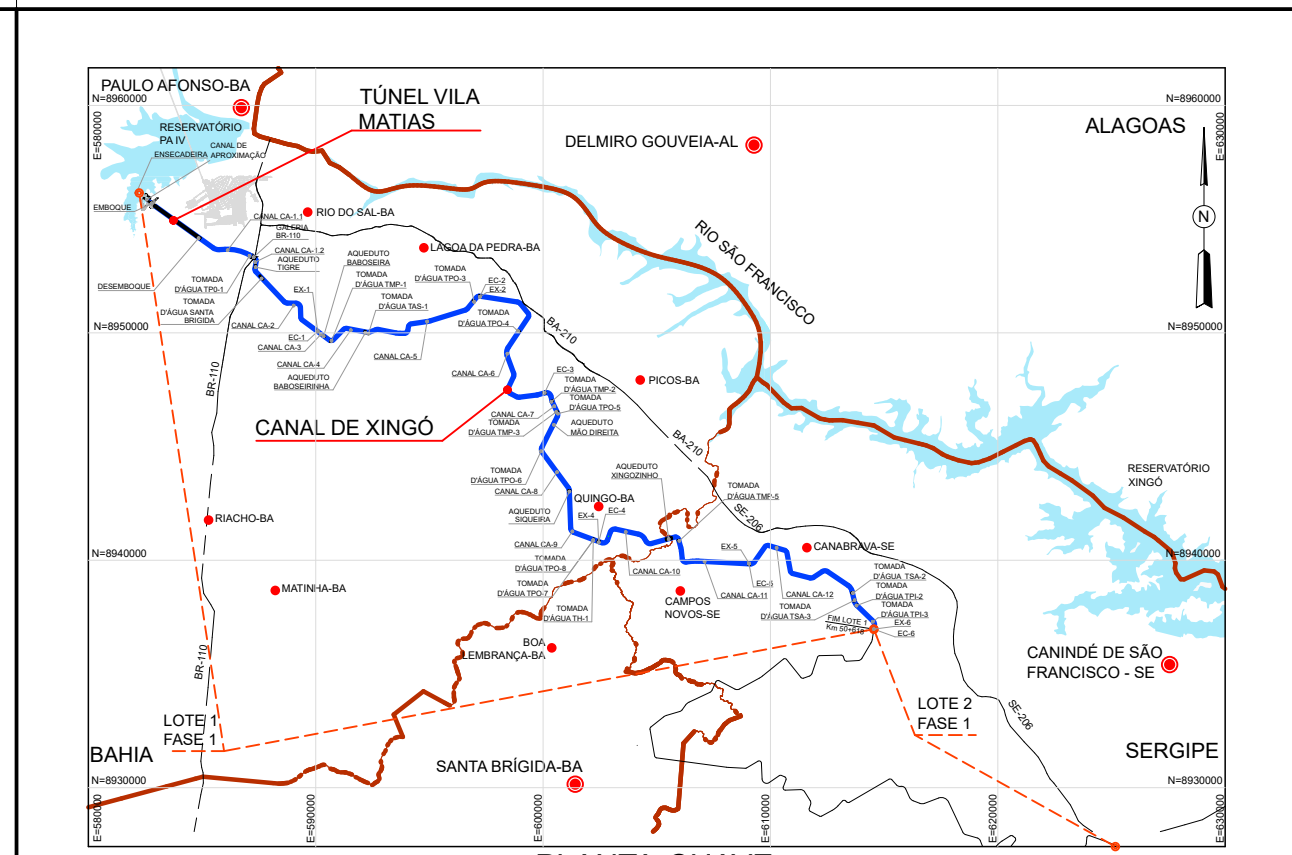 PAULO AFONSO-BA
N=8960000
E=580000
RESERVATÓRIO
PA IV
ENSECADEIRA
CANAL DE
APROXIMAÇÃO
EMBOQUE
TÚNEL VILA
MATIAS
DELMIRO GOUVEIA-AL
ALAGOAS
N=8960000
E=630000
N
RIO DO SAL-BA
LAGOA DA PEDRA-BA
RIO SÃO FRANCISCO
CANAL CA-1.1
GALERIA
BR-110
CANAL CA-1.2
AQUEDUTO
TIGRE
DESEMBOQUE
TOMADA
D'ÁGUA TP0-1
TOMADA
D'ÁGUA SANTA
BRIGIDA
CANAL CA-2
EX-1
AQUEDUTO
BABOSEIRA
TOMADA
D'ÁGUA TMP-1
TOMADA
D'ÁGUA TAS-1
TOMADA
D'ÁGUA TPO-3
EC-2
EX-2
TOMADA
D'ÁGUA TPO-4
N=8950000
N=8950000
EC-1
CANAL CA-3
CANAL CA-4
AQUEDUTO
BABOSEIRINHA
CANAL CA-5
CANAL CA-6
BA-210
BR-110
PICOS-BA
EC-3
TOMADA
D'ÁGUA TMP-2
TOMADA
D'ÁGUA TPO-5
CANAL CA-7
TOMADA
D'ÁGUA TMP-3
AQUEDUTO
MÃO DIREITA
CANAL DE XINGÓ
BA-210
TOMADA
D'ÁGUA TPO-6
CANAL CA-8
AQUEDUTO
XINGOZINHO
TOMADA
D'ÁGUA TMP-5
RESERVATÓRIO
XINGÓ
QUINGO-BA
AQUEDUTO
SIQUEIRA
EX-4
EC-4
SE-206
RIACHO-BA
CANAL CA-9
CANABRAVA-SE
EX-5
N=8940000
N=8940000
TOMADA
D'ÁGUA TPO-8
CANAL CA-10
TOMADA
D'ÁGUA TPO-7
TOMADA
D'ÁGUA TH-1
CANAL CA-11
EC-5
CANAL CA-12
TOMADA
D'ÁGUA TSA-3
TOMADA
D'ÁGUA TSA-2
TOMADA
D'ÁGUA TPI-2
TOMADA
D'ÁGUA TPI-3
EX-6
EC-6
FIM LOTE 1
Km 50+618
MATINHA-BA
CAMPOS
NOVOS-SE
BOA
LEMBRANÇA-BA
CANINDÉ DE SÃO
FRANCISCO - SE
BR-110
LOTE 1
FASE 1
LOTE 2
FASE 1
SE-206
BAHIA
SERGIPE
SANTA BRÍGIDA-BA
N=8930000
N=8930000
E=580000
E=590000
E=600000
E=610000
E=620000
E=630000